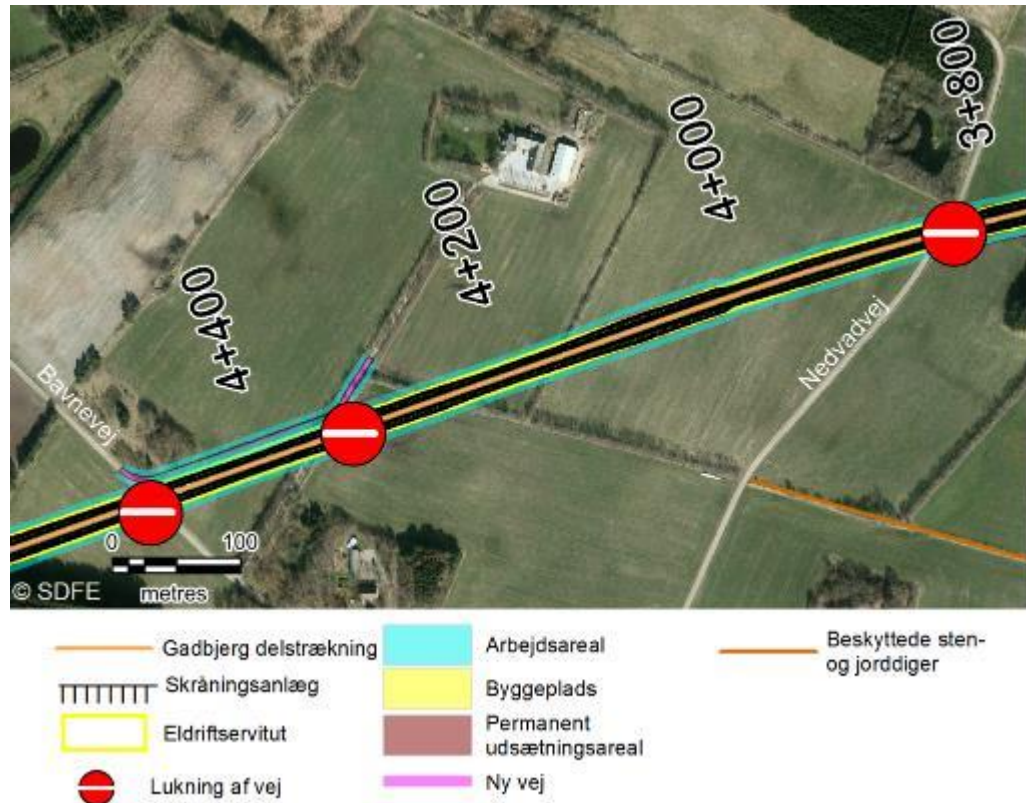 3+800
4+000
4+200
4+400
Nedvadvej
Bavnevej
0 100
metres
© SDFE
Gadbjerg delstrækning
Skråningsanlæg
Eldriftservitut
Lukning af vej
Arbejdsareal
Byggeplads
Permanent
udsætningsareal
Ny vej
Beskyttede sten-
og jorddiger